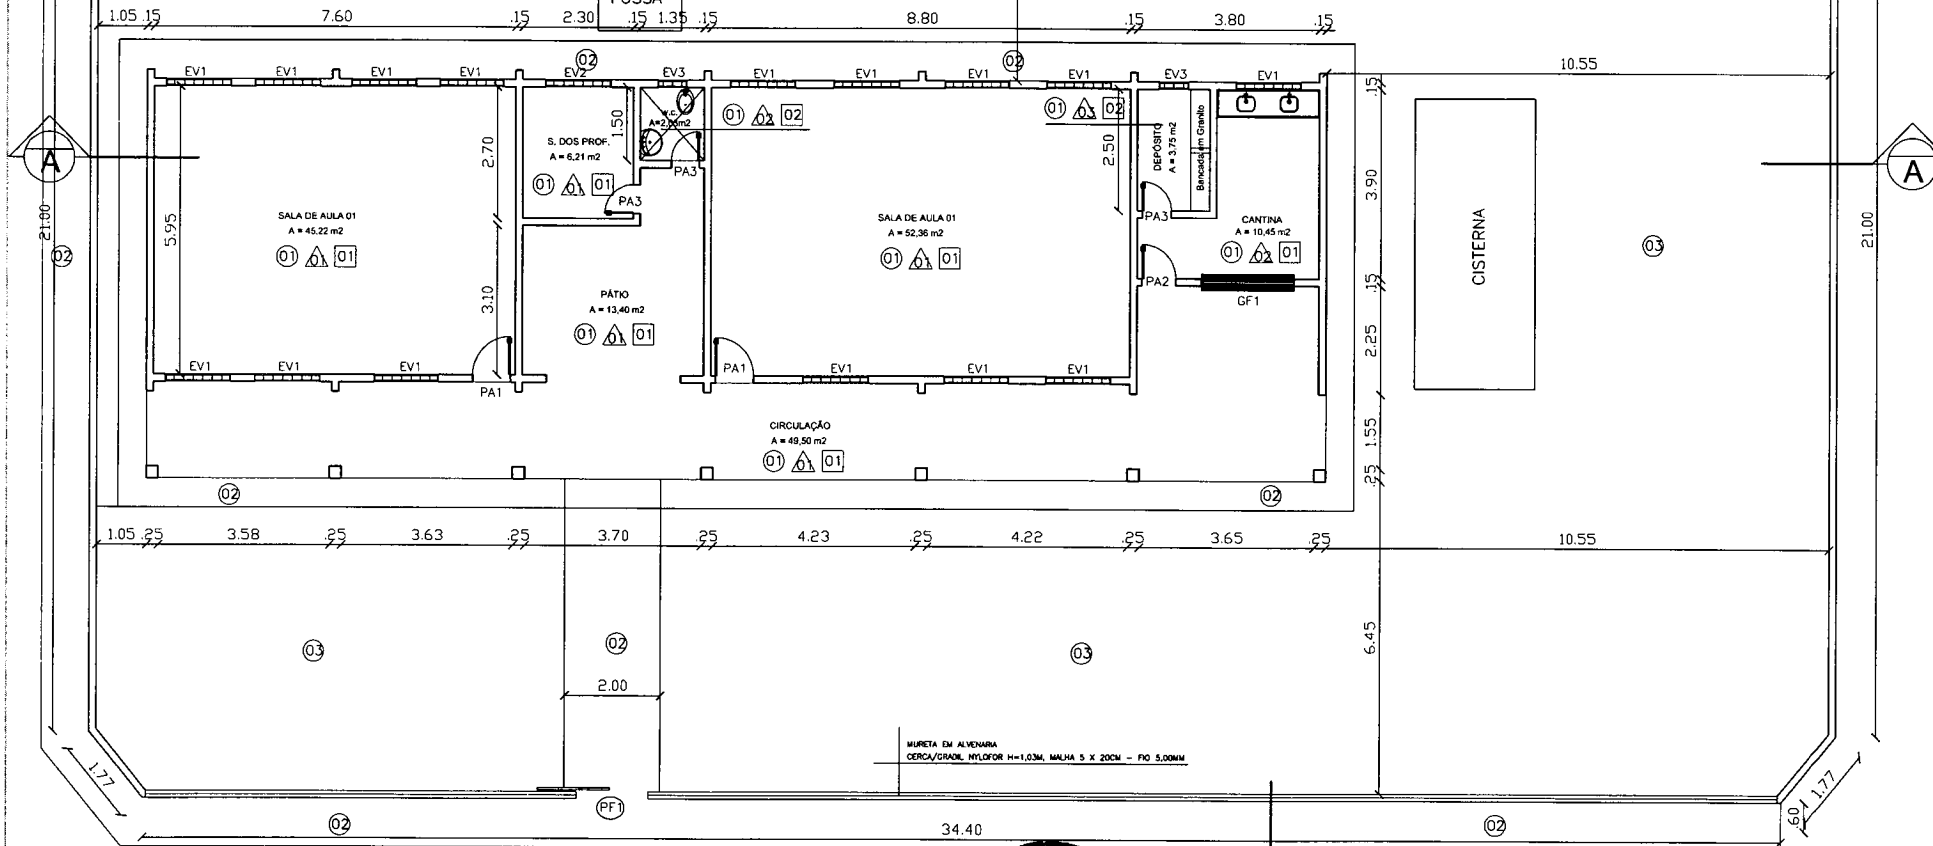 FOSSA
1.05 .15 7.60 .15 2.30 .15 1.35 .15 8.80 .15 3.80 .15
10.55
02 02
EV1 EV1 EV1 EV1 EV2 EV3 EV1 EV1 EV1 EV1 EV3 EV1
.15
A
A
21.00
21.00
02
5.95
2.70
3.10
SALA DE AULA 01
A = 45.22 m2
01 01 01
S. DOS PROF.
A = 6,21 m2
01 01 01
1.50
W.C.
PA3
PA3
01 02 02
PÁTIO
A = 13,40 m2
01 01 01
SALA DE AULA 01
A = 52,36 m2
01 01 01
01 03 02
2.50
DEPÓSITO
A = 3,75 m2
Bancada em Granito
PA3
CANTINA
A = 10,45 m2
01 02 01
PA2
GF1
3.90
.15
2.25
1.55
.25
6.45
CISTERNA
03
EV1 EV1 EV1
PA1
PA1
EV1 EV1 EV1
CIRCULAÇÃO
A = 49,50 m2
01 01 01
02 02
1.05 .25 3.58 .25 3.63 .25 3.70 .25 4.23 .25 4.22 .25 3.65 .25 10.55
03
02
03
2.00
MURETA EM ALVENARIA
CERCA/GRADIL NYLOFOR H=1,03M, MALHA 5 X 20CM - FIO 5,00MM
1.77
1.77
.60
PF1
02
34.40
02